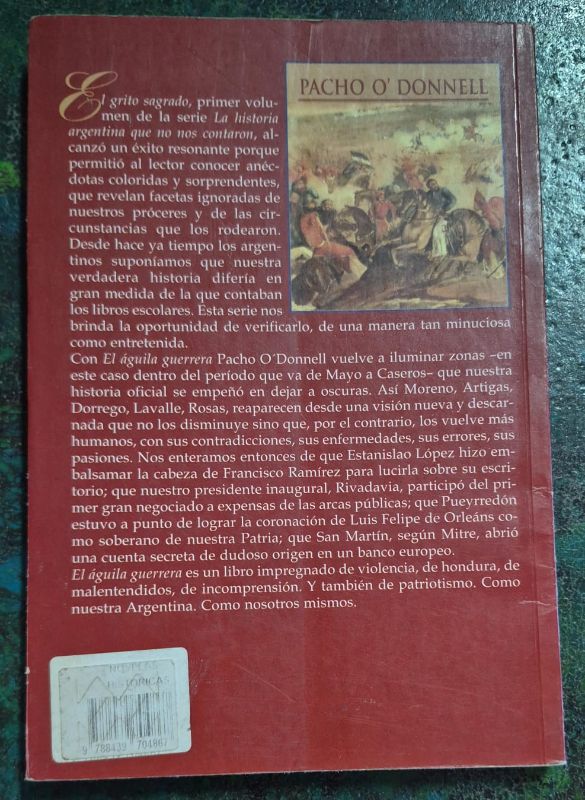 PACHO O' DONNELL
El grito sagrado, primer volu-
men de la serie La historia
argentina que no nos contaron, al-
canzó un éxito resonante porque
permitió al lector conocer anéc-
dotas coloridas y sorprendentes,
que revelan facetas ignoradas de
nuestros próceres y de las cir-
cunstancias que los rodearon.
Desde hace ya tiempo los argen-
tinos suponíamos que nuestra
verdadera historia difería en
gran medida de la que contaban
los libros escolares. Esta serie nos
brinda la oportunidad de verificarlo, de una manera tan minuciosa
como entretenida.
Con El águila guerrera Pacho O´Donnell vuelve a iluminar zonas –en
este caso dentro del período que va de Mayo a Caseros– que nuestra
historia oficial se empeñó en dejar a oscuras. Así Moreno, Artigas,
Dorrego, Lavalle, Rosas, reaparecen desde una visión nueva y descar-
nada que no los disminuye sino que, por el contrario, los vuelve más
humanos, con sus contradicciones, sus enfermedades, sus errores, sus
pasiones. Nos enteramos entonces de que Estanislao López hizo em-
balsamar la cabeza de Francisco Ramírez para lucirla sobre su escri-
torio; que nuestro presidente inaugural, Rivadavia, participó del pri-
mer gran negociado a expensas de las arcas públicas; que Pueyrredón
estuvo a punto de lograr la coronación de Luis Felipe de Orleáns co-
mo soberano de nuestra Patria; que San Martín, según Mitre, abrió
una cuenta secreta de dudoso origen en un banco europeo.
El águila guerrera es un libro impregnado de violencia, de hondura, de
malentendidos, de incomprensión. Y también de patriotismo. Como
nuestra Argentina. Como nosotros mismos.
NOVELAS
HISTORICAS
9 788439 704867